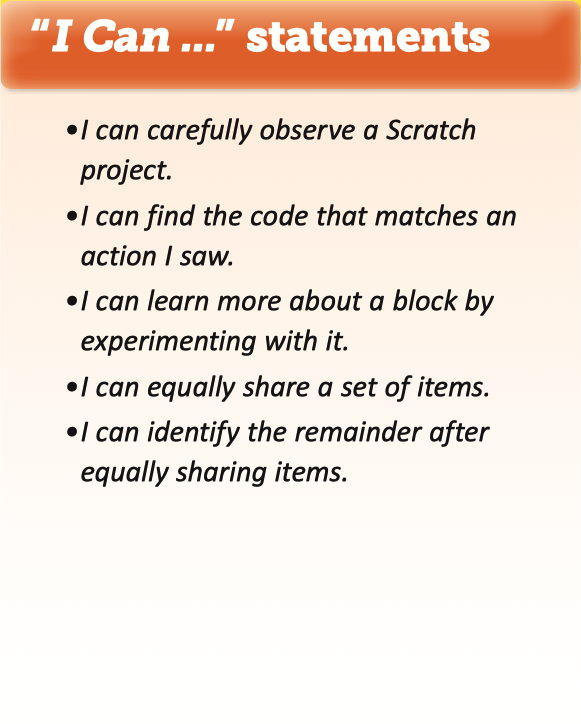 “I Can ...” statements
•I can carefully observe a Scratch
project.
•I can find the code that matches an
action I saw.
•I can learn more about a block by
experimenting with it.
•I can equally share a set of items.
•I can identify the remainder after
equally sharing items.